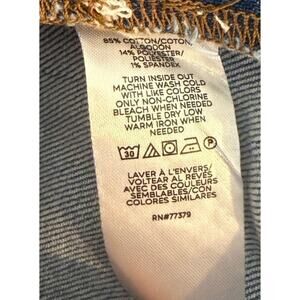 85% COTTON/COTON,
ALGODON
14% POLYESTER/
POLIÉSTER
1% SPANDEX
TURN INSIDE OUT
MACHINE WASH COLD
WITH LIKE COLORS
ONLY NON-CHLORINE
BLEACH WHEN NEEDED
TUMBLE DRY LOW
WARM IRON WHEN
NEEDED
30
LAVER À L'ENVERS/
VOLTEAR AL REVÉS
AVEC DES COULEURS
SEMBLABLES/CON
COLORES SIMILARES
RN#77379